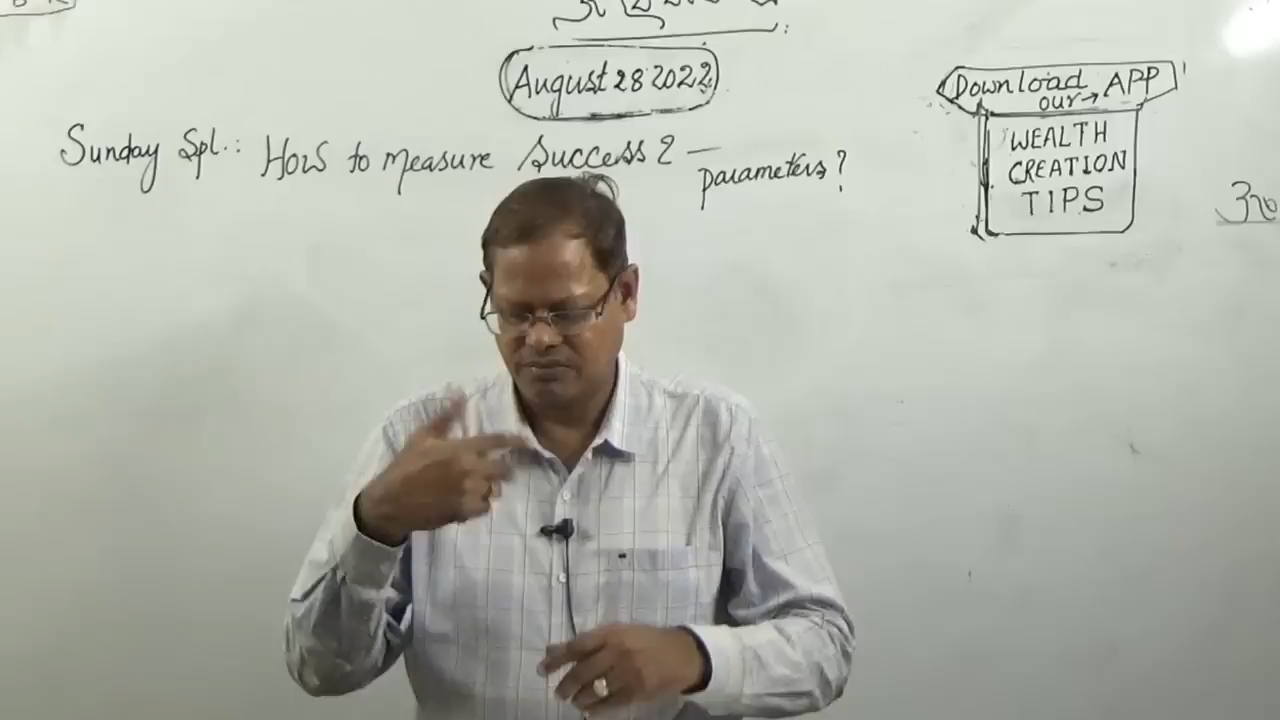 August 28 2022
Sunday Spl.: How to measure Success? — parameters?
Download
our→ APP
WEALTH
CREATION
TIPS